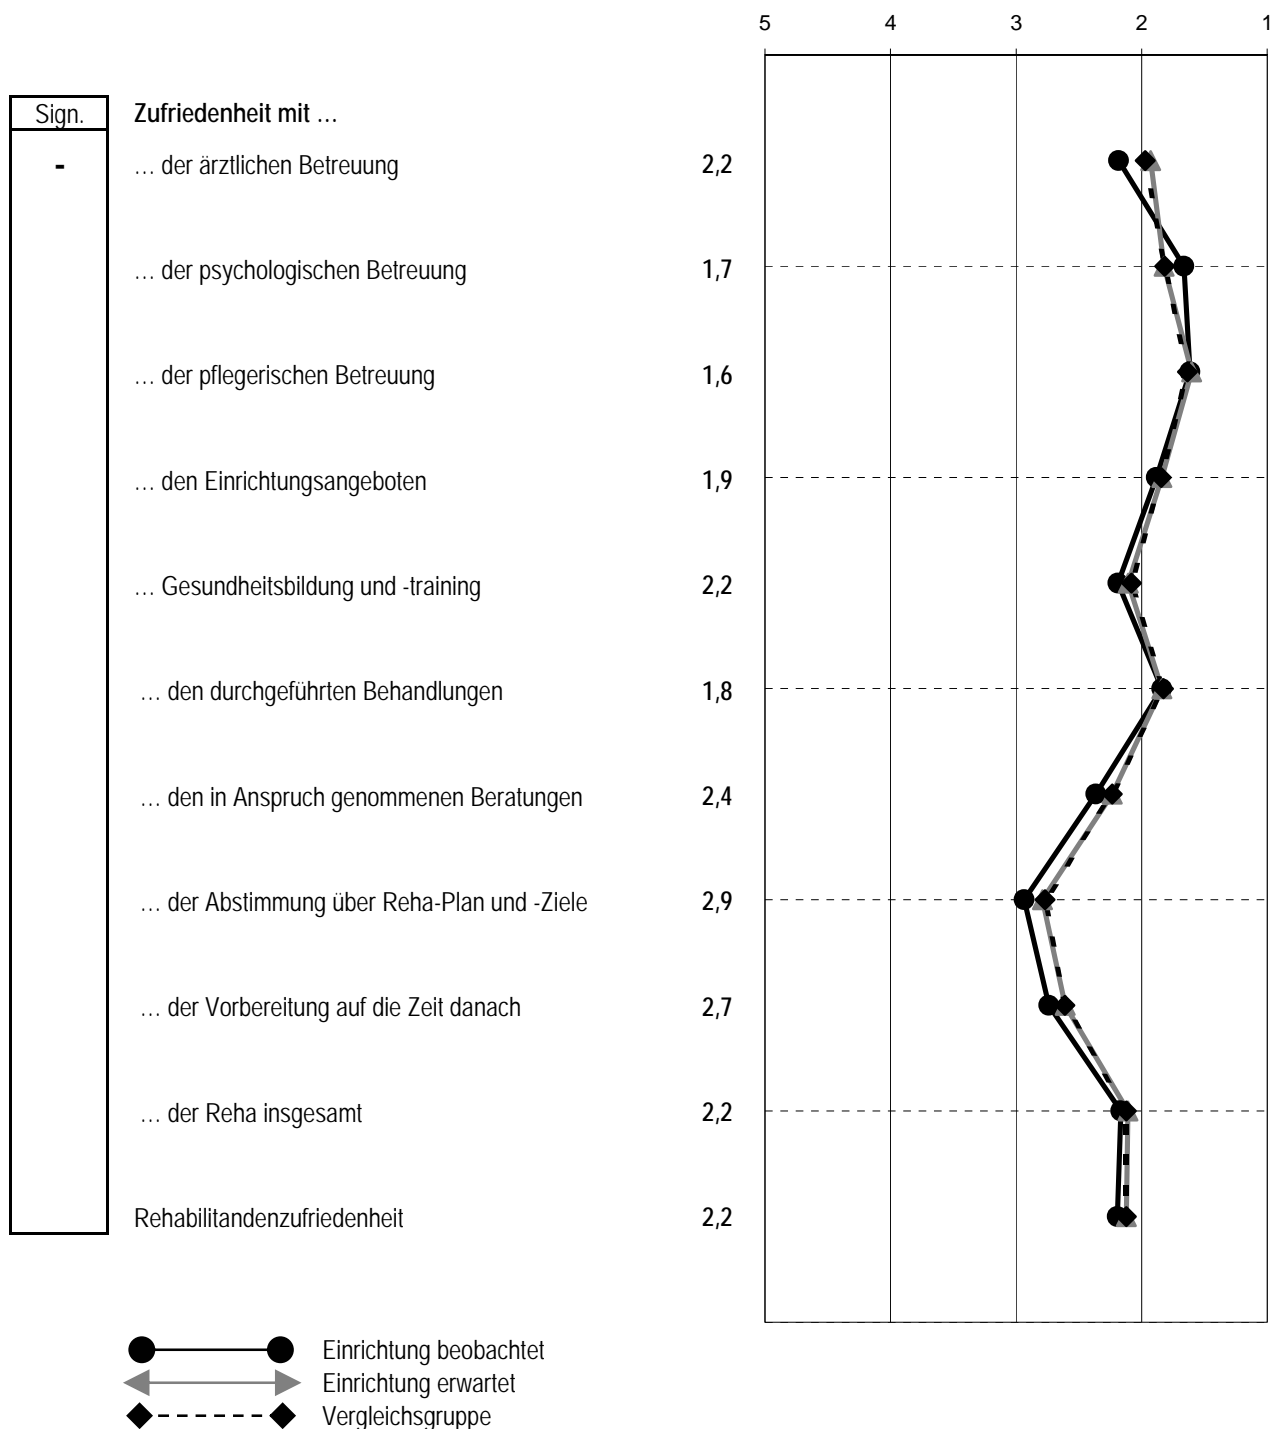 5 4 3 2 1
Sign. Zufriedenheit mit …
- … der ärztlichen Betreuung 2,2
… der psychologischen Betreuung 1,7
… der pflegerischen Betreuung 1,6
… den Einrichtungsangeboten 1,9
… Gesundheitsbildung und -training 2,2
… den durchgeführten Behandlungen 1,8
… den in Anspruch genommenen Beratungen 2,4
… der Abstimmung über Reha-Plan und -Ziele 2,9
… der Vorbereitung auf die Zeit danach 2,7
… der Reha insgesamt 2,2
Rehabilitandenzufriedenheit 2,2
Einrichtung beobachtet
Einrichtung erwartet
Vergleichsgruppe